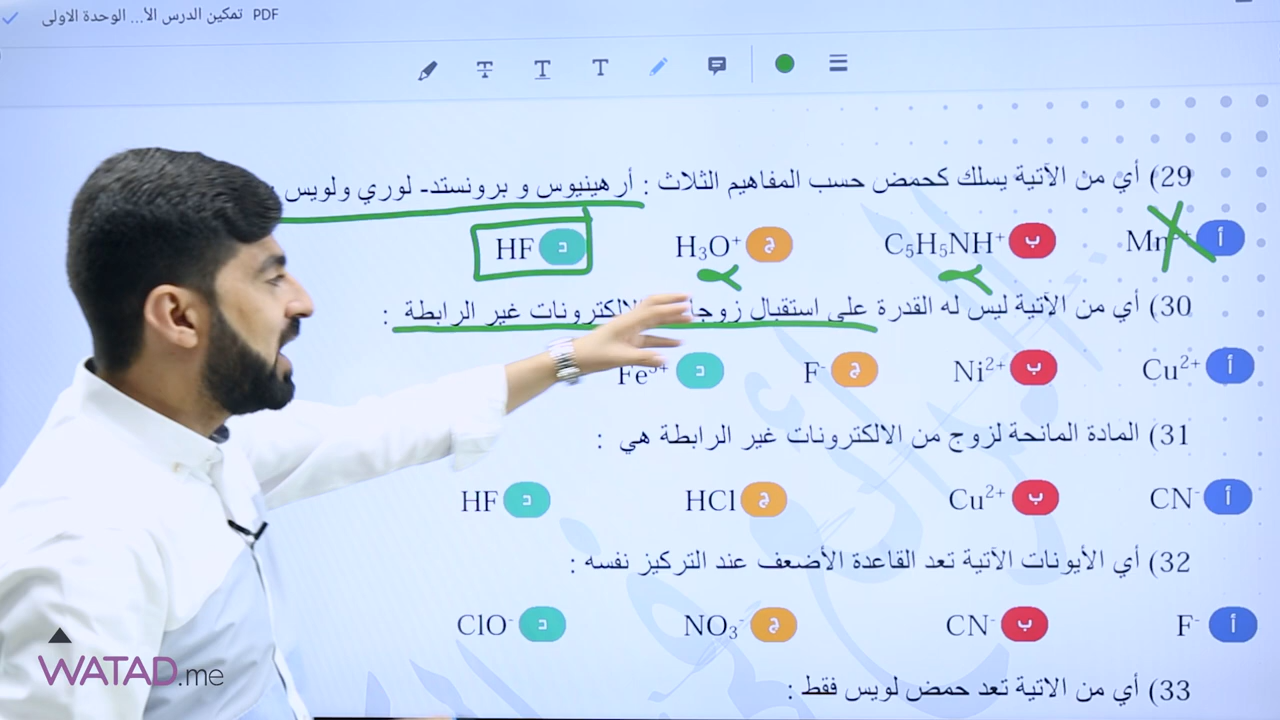 PDF تمكين الدرس الأ... الوحدة الاولى
29) أي من الآتية يسلك كحمض حسب المفاهيم الثلاث : أرهينيوس و برونستد- لوري ولويس :
أ Mn²⁺ ب C₅H₅NH⁺ ج H₃O⁺ د HF
30) أي من الآتية ليس له القدرة على استقبال زوجا الالكترونات غير الرابطة :
أ Cu²⁺ ب Ni²⁺ ج F⁻ د Fe³⁺
31) المادة المانحة لزوج من الالكترونات غير الرابطة هي :
أ CN⁻ ب Cu²⁺ ج HCl د HF
32) أي الأيونات الآتية تعد القاعدة الأضعف عند التركيز نفسه :
أ F⁻ ب CN⁻ ج NO₃⁻ د ClO⁻
33) أي من الاتية تعد حمض لويس فقط :
WATAD.me